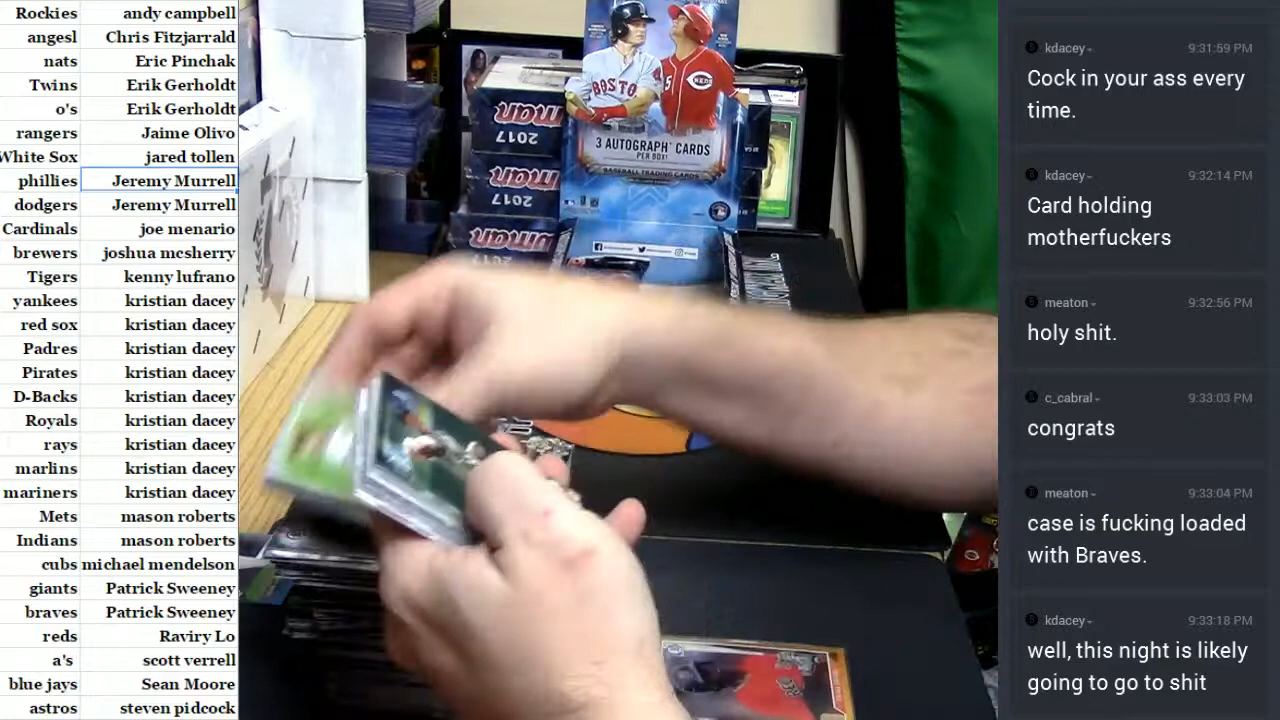 Rockies andy campbell
angesl Chris Fitzjarrald
nats Eric Pinchak
Twins Erik Gerholdt
o's Erik Gerholdt
rangers Jaime Olivo
White Sox jared tollen
phillies Jeremy Murrell
dodgers Jeremy Murrell
Cardinals joe menario
brewers joshua mcsherry
Tigers kenny lufrano
yankees kristian dacey
red sox kristian dacey
Padres kristian dacey
Pirates kristian dacey
D-Backs kristian dacey
Royals kristian dacey
rays kristian dacey
marlins kristian dacey
mariners kristian dacey
Mets mason roberts
Indians mason roberts
cubs michael mendelson
giants Patrick Sweeney
braves Patrick Sweeney
reds Raviry Lo
a's scott verrell
blue jays Sean Moore
astros steven pidcock
BOSTON
REDS
3 AUTOGRAPH CARDS
PER BOX!
BASEBALL TRADING CARDS
2017
2017
kdacey 9:31:59 PM
Cock in your ass every
time.
kdacey 9:32:14 PM
Card holding
motherfuckers
meaton 9:32:56 PM
holy shit.
c_cabral 9:33:03 PM
congrats
meaton 9:33:04 PM
case is fucking loaded
with Braves.
kdacey 9:33:18 PM
well, this night is likely
going to go to shit